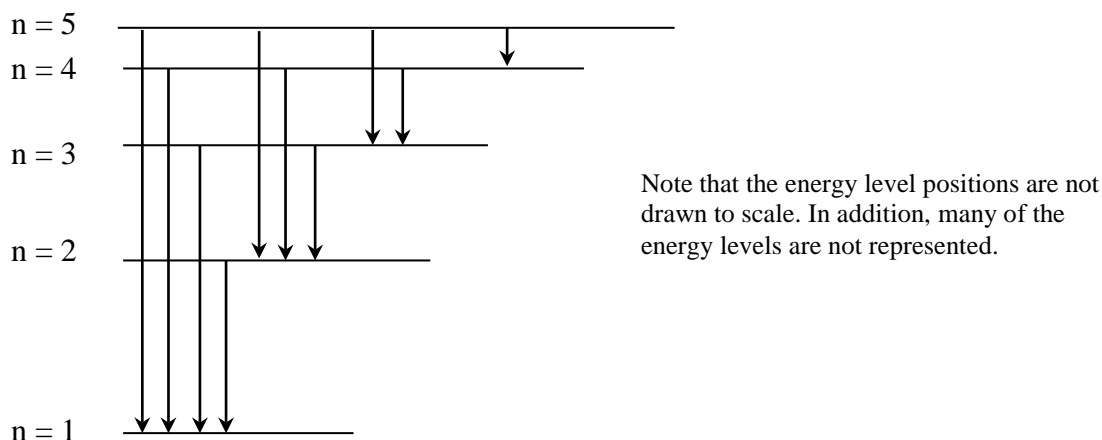 n = 5
n = 4
n = 3
Note that the energy level positions are not
drawn to scale. In addition, many of the
energy levels are not represented.
n = 2
n = 1